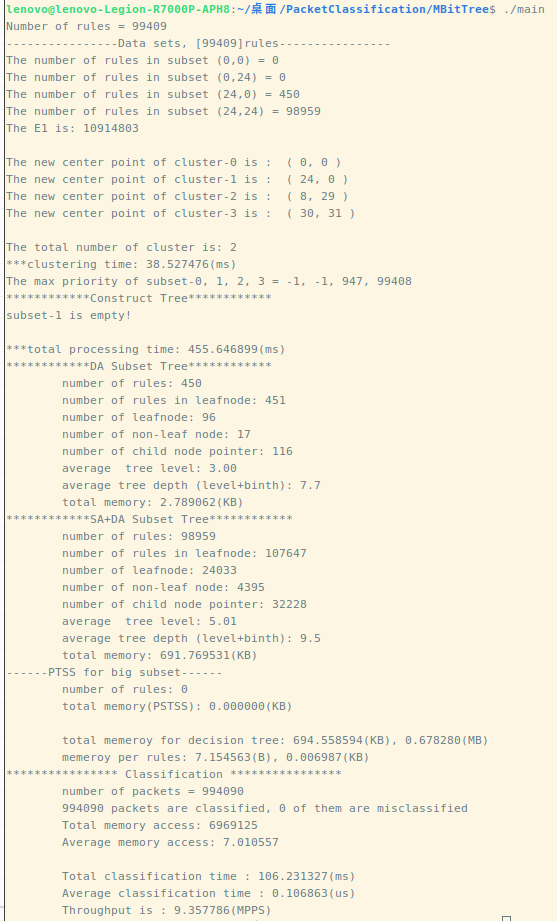 lenovo@lenovo-Legion-R7000P-APH8:~/桌面/PacketClassification/MBitTree$ ./main
Number of rules = 99409
----------------Data sets, [99409]rules----------------
The number of rules in subset (0,0) = 0
The number of rules in subset (0,24) = 0
The number of rules in subset (24,0) = 450
The number of rules in subset (24,24) = 98959
The E1 is: 10914803
The new center point of cluster-0 is :  ( 0, 0 )
The new center point of cluster-1 is :  ( 24, 0 )
The new center point of cluster-2 is :  ( 8, 29 )
The new center point of cluster-3 is :  ( 30, 31 )
The total number of cluster is: 2
***clustering time: 38.527476(ms)
The max priority of subset-0, 1, 2, 3 = -1, -1, 947, 99408
************Construct Tree************
subset-1 is empty!
***total processing time: 455.646899(ms)
************DA Subset Tree************
number of rules: 450
number of rules in leafnode: 451
number of leafnode: 96
number of non-leaf node: 17
number of child node pointer: 116
average  tree level: 3.00
average tree depth (level+binth): 7.7
total memory: 2.789062(KB)
************SA+DA Subset Tree************
number of rules: 98959
number of rules in leafnode: 107647
number of leafnode: 24033
number of non-leaf node: 4395
number of child node pointer: 32228
average  tree level: 5.01
average tree depth (level+binth): 9.5
total memory: 691.769531(KB)
------PTSS for big subset------
number of rules: 0
total memory(PSTSS): 0.000000(KB)
total memeroy for decision tree: 694.558594(KB), 0.678280(MB)
memeroy per rules: 7.154563(B), 0.006987(KB)
**************** Classification ****************
number of packets = 994090
994090 packets are classified, 0 of them are misclassified
Total memory access: 6969125
Average memory access: 7.010557
Total classification time : 106.231327(ms)
Average classification time : 0.106863(us)
Throughput is : 9.357786(MPPS)